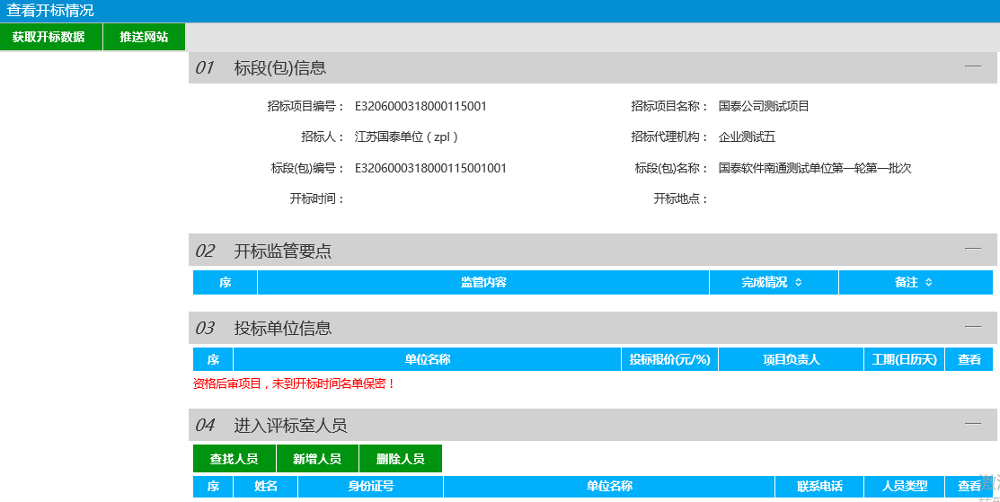 查看开标情况
获取开标数据 推送网站
01 标段(包)信息
招标项目编号： E3206000318000115001 招标项目名称： 国泰公司测试项目
招标人： 江苏国泰单位（zpl） 招标代理机构： 企业测试五
标段(包)编号： E3206000318000115001001 标段(包)名称： 国泰软件南通测试单位第一轮第一批次
开标时间： 开标地点：
02 开标监管要点
序 监管内容 完成情况 备注
03 投标单位信息
序 单位名称 投标报价(元/%) 项目负责人 工期(日历天) 查看
资格后审项目，未到开标时间名单保密！
04 进入评标室人员
查找人员 新增人员 删除人员
序 姓名 身份证号 单位名称 联系电话 人员类型 查看